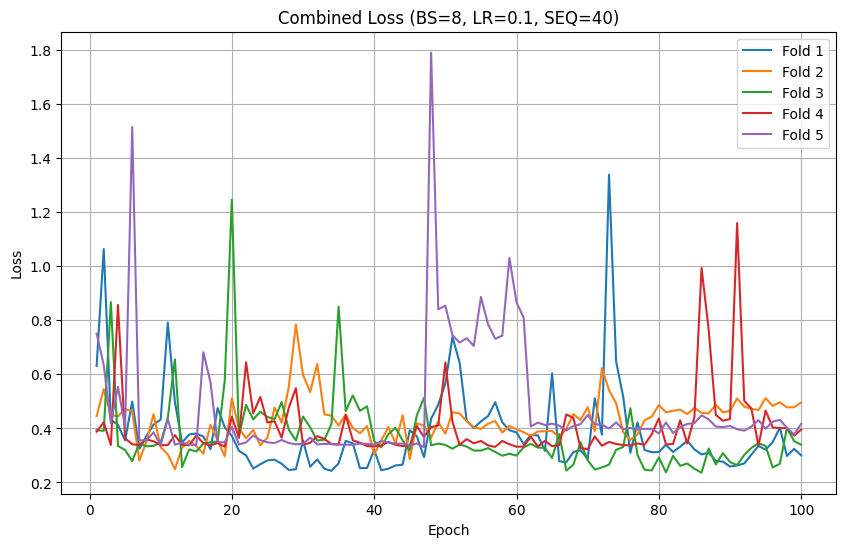 Combined Loss (BS=8, LR=0.1, SEQ=40)
Fold 1
Fold 2
Fold 3
Fold 4
Fold 5
Loss
1.8
1.6
1.4
1.2
1.0
0.8
0.6
0.4
0.2
0 20 40 60 80 100
Epoch